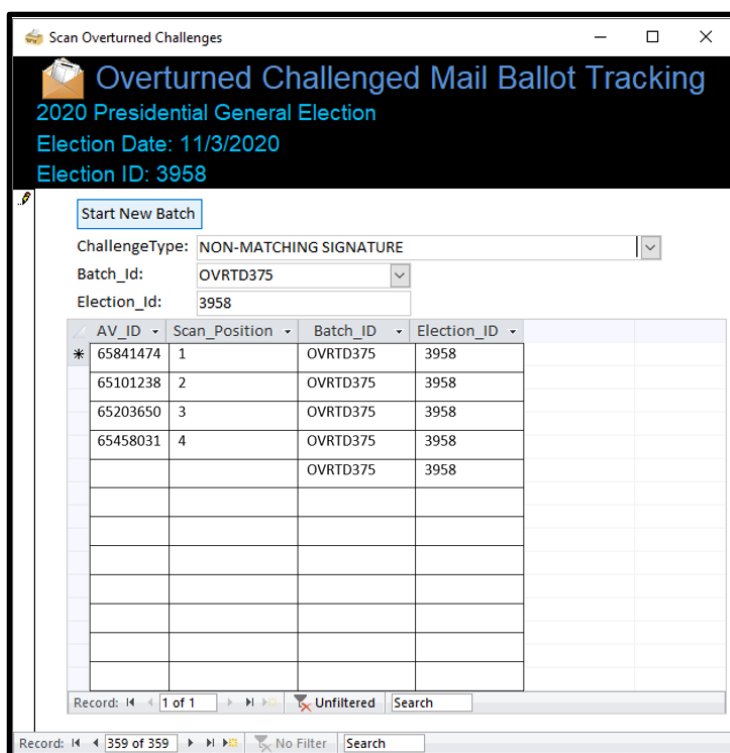 Scan Overturned Challenges
Overturned Challenged Mail Ballot Tracking
2020 Presidential General Election
Election Date: 11/3/2020
Election ID: 3958
Start New Batch
ChallengeType: NON-MATCHING SIGNATURE
Batch_Id: OVRTD375
Election_Id: 3958
AV_ID Scan_Position Batch_ID Election_ID
65841474 1 OVRTD375 3958
65101238 2 OVRTD375 3958
65203650 3 OVRTD375 3958
65458031 4 OVRTD375 3958
OVRTD375 3958
Record: 1 of 1 Unfiltered Search
Record: 359 of 359 No Filter Search